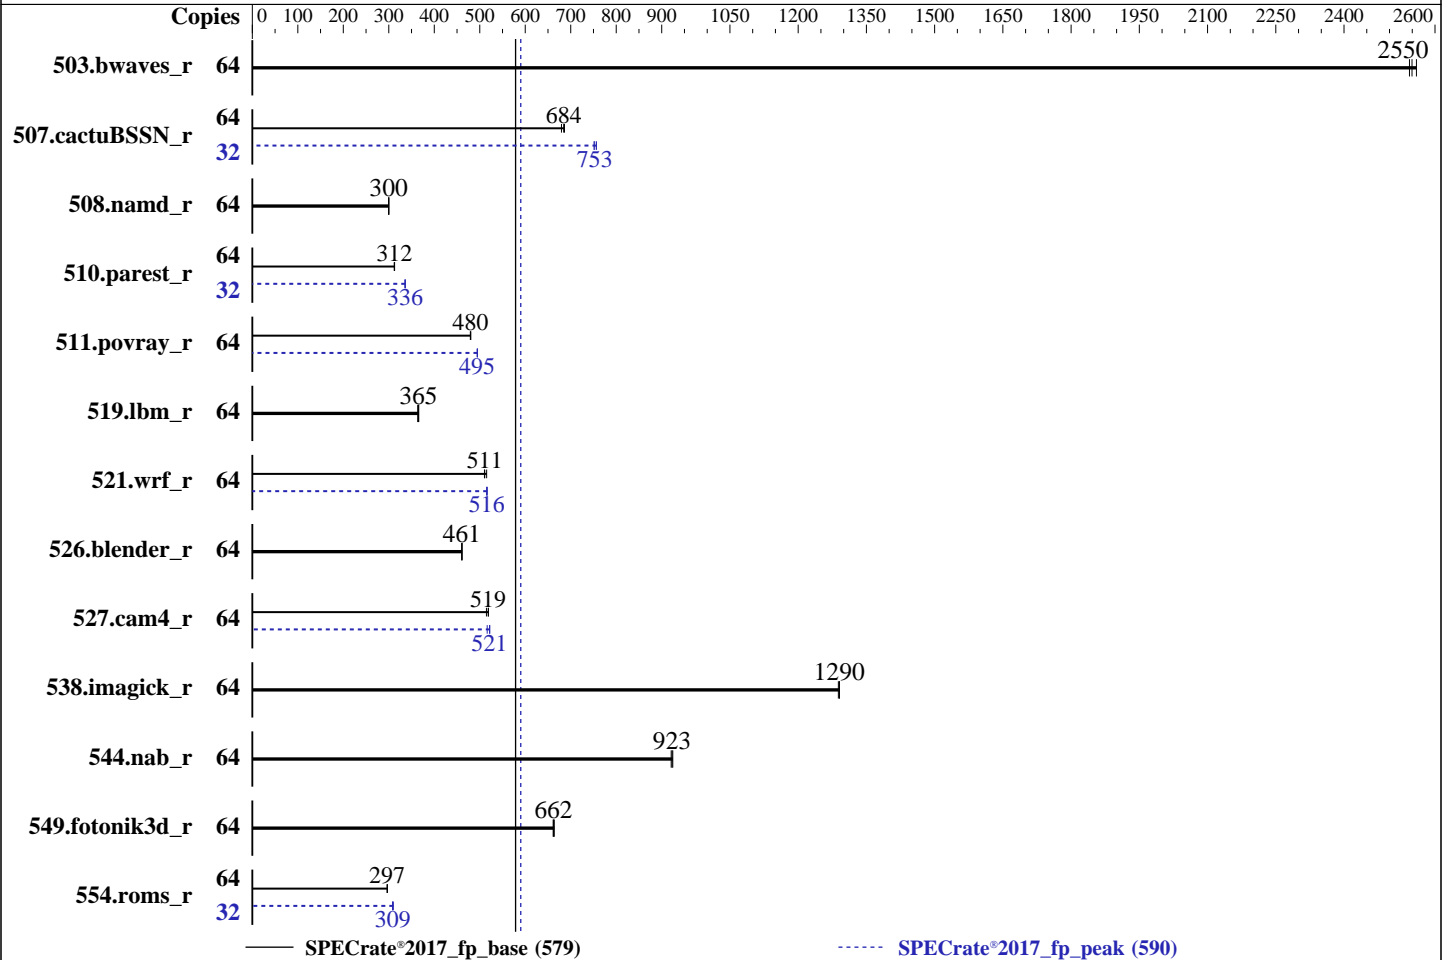 Copies 0 100 200 300 400 500 600 700 800 900 1050 1200 1350 1500 1650 1800 1950 2100 2250 2400 2600
503.bwaves_r 64 2550
507.cactuBSSN_r 64 684
32 753
508.namd_r 64 300
510.parest_r 64 312
32 336
511.povray_r 64 480
495
519.lbm_r 64 365
521.wrf_r 64 511
516
526.blender_r 64 461
527.cam4_r 64 519
521
538.imagick_r 64 1290
544.nab_r 64 923
549.fotonik3d_r 64 662
554.roms_r 64 297
32 309
SPECrate®2017_fp_base (579) SPECrate®2017_fp_peak (590)